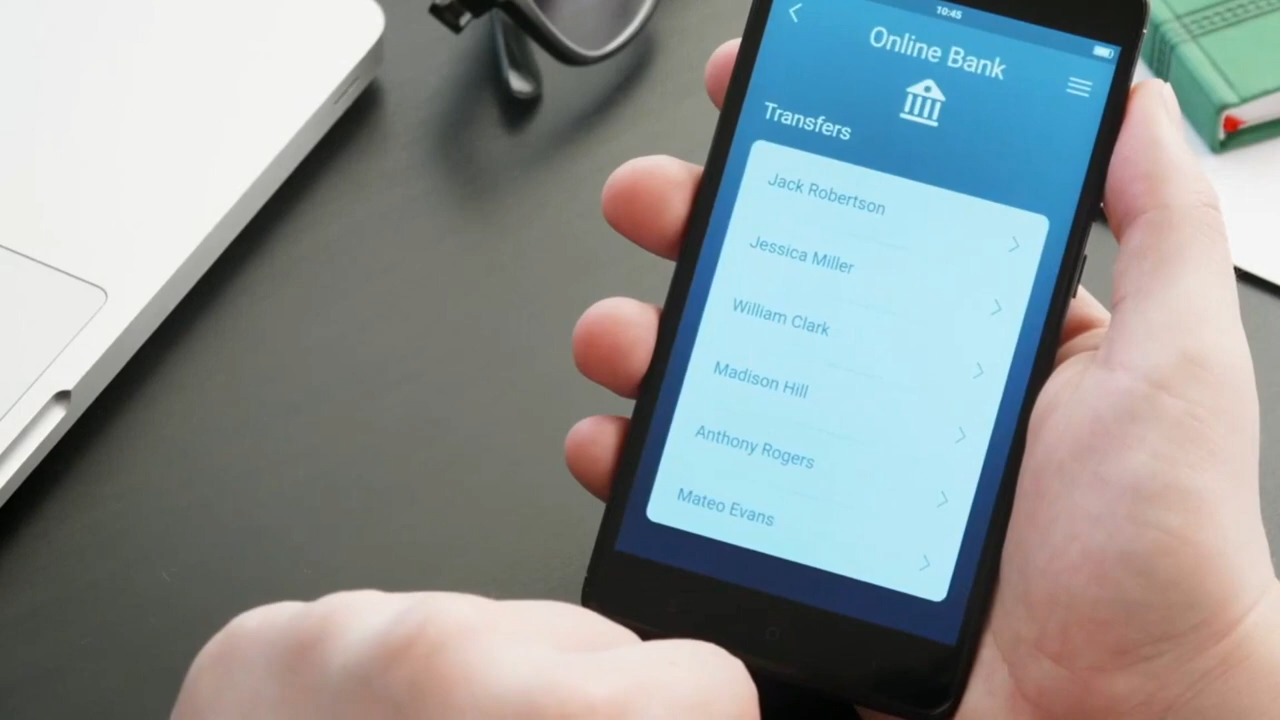 10:45
Online Bank
Transfers
Jack Robertson
Jessica Miller
William Clark
Madison Hill
Anthony Rogers
Mateo Evans